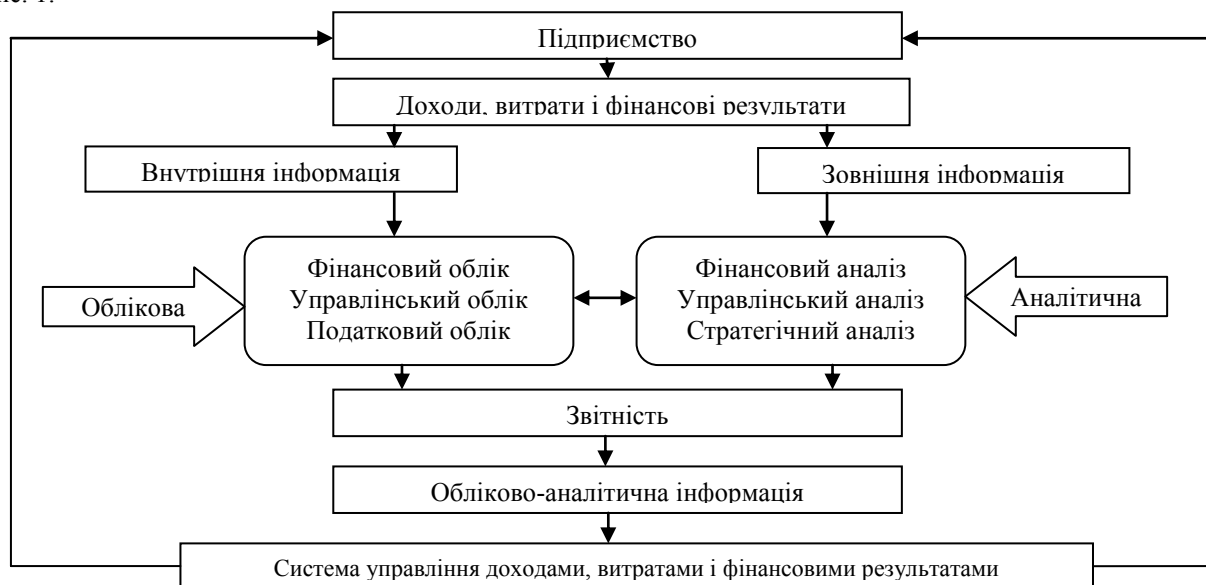 Підприємство
Доходи, витрати і фінансові результати
Внутрішня інформація
Зовнішня інформація
Фінансовий облік
Управлінський облік
Податковий облік
Фінансовий аналіз
Управлінський аналіз
Стратегічний аналіз
Облікова
Аналітична
Звітність
Обліково-аналітична інформація
Система управління доходами, витратами і фінансовими результатами